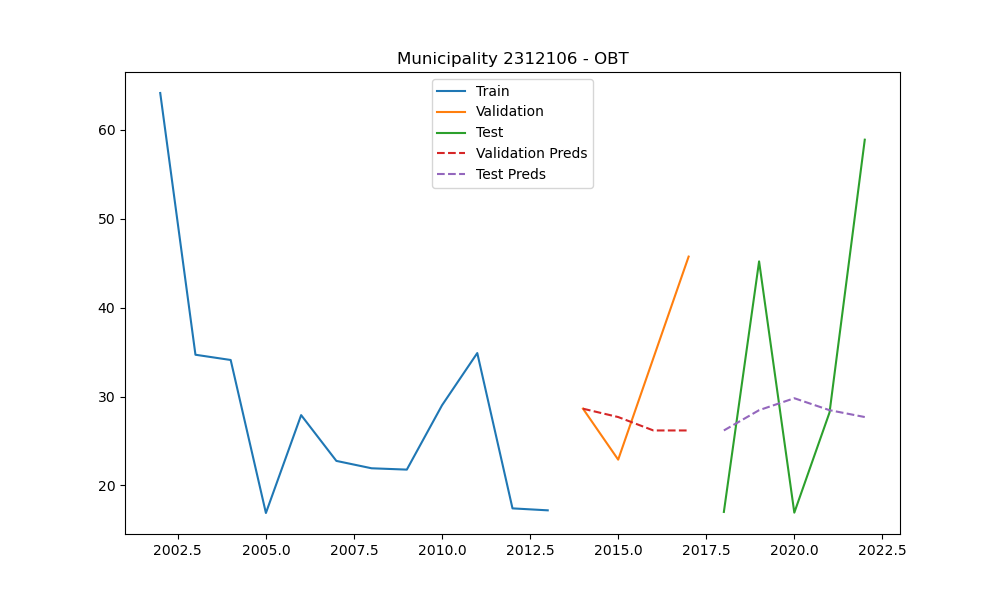 Municipality 2312106 - OBT
Train
Validation
Test
Validation Preds
Test Preds
60
50
40
30
20
2002.5 2005.0 2007.5 2010.0 2012.5 2015.0 2017.5 2020.0 2022.5